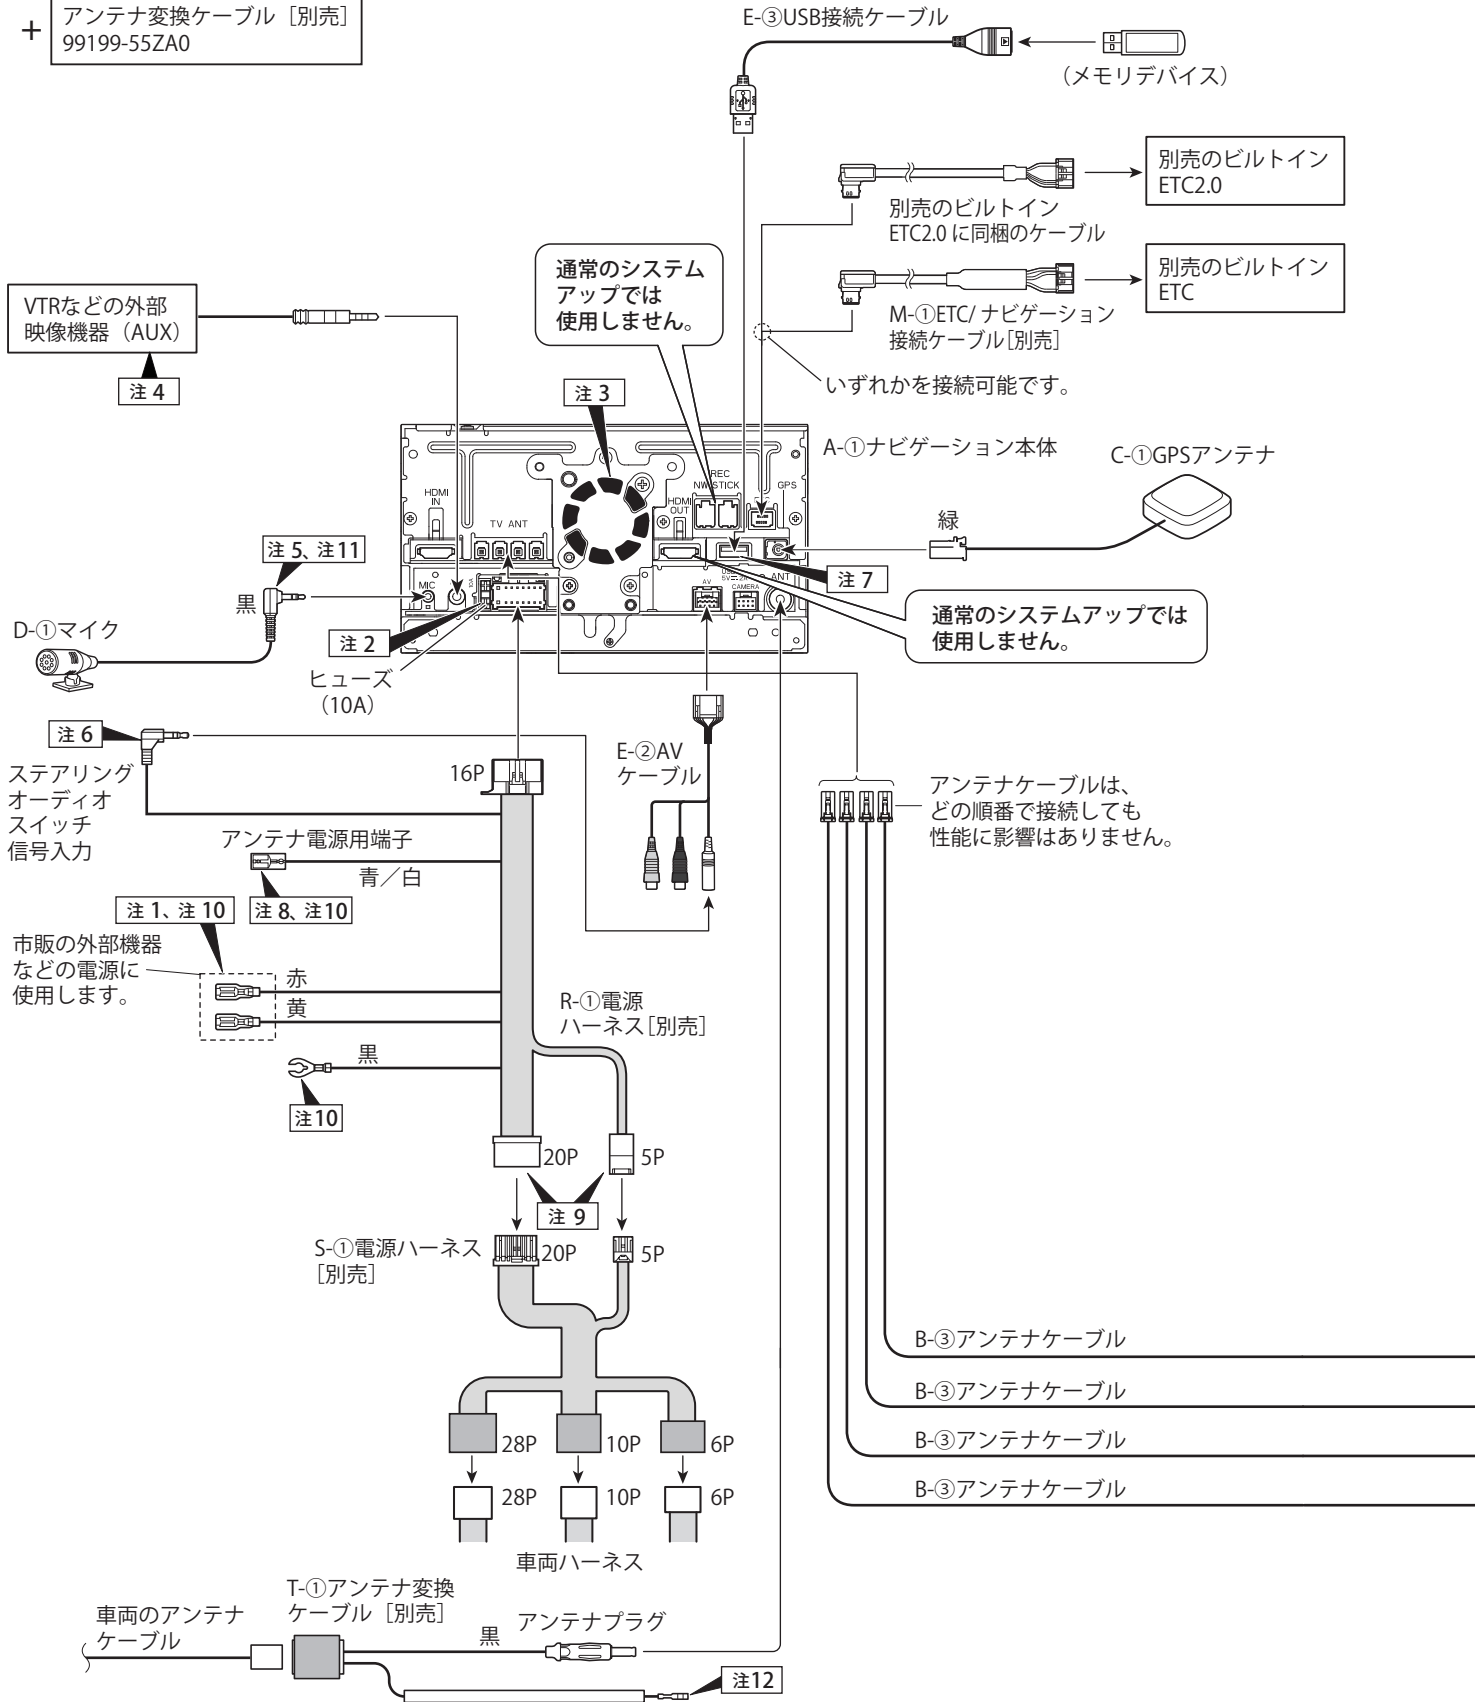 +
アンテナ変換ケーブル［別売］
99199-55ZA0
E-③USB接続ケーブル
（メモリデバイス）
別売のビルトイン
ETC2.0
別売のビルトイン
ETC2.0 に同梱のケーブル
別売のビルトイン
ETC
M-①ETC/ ナビゲーション
接続ケーブル［別売］
いずれかを接続可能です。
通常のシステム
アップでは
使用しません。
VTRなどの外部
映像機器（AUX）
注 4
注 3
A-①ナビゲーション本体
C-①GPSアンテナ
緑
HDMI
IN
TV ANT
REC
NW STICK
HDMI
OUT
GPS
MIC
10A
AV
CAMERA
ANT
注 5、注11
黒
D-①マイク
注 2
ヒューズ
（10A）
注 7
通常のシステムアップでは
使用しません。
注 6
ステアリング
オーディオ
スイッチ
信号入力
16P
E-②AV
ケーブル
アンテナケーブルは、
どの順番で接続しても
性能に影響はありません。
アンテナ電源用端子
青／白
注 8、注10
注 1、注 10
市販の外部機器
などの電源に
使用します。
赤
黄
黒
注10
R-①電源
ハーネス［別売］
20P
5P
注 9
S-①電源ハーネス
［別売］
20P
5P
28P
10P
6P
28P
10P
6P
車両ハーネス
B-③アンテナケーブル
B-③アンテナケーブル
B-③アンテナケーブル
B-③アンテナケーブル
T-①アンテナ変換
ケーブル［別売］
車両のアンテナ
ケーブル
黒
アンテナプラグ
注12